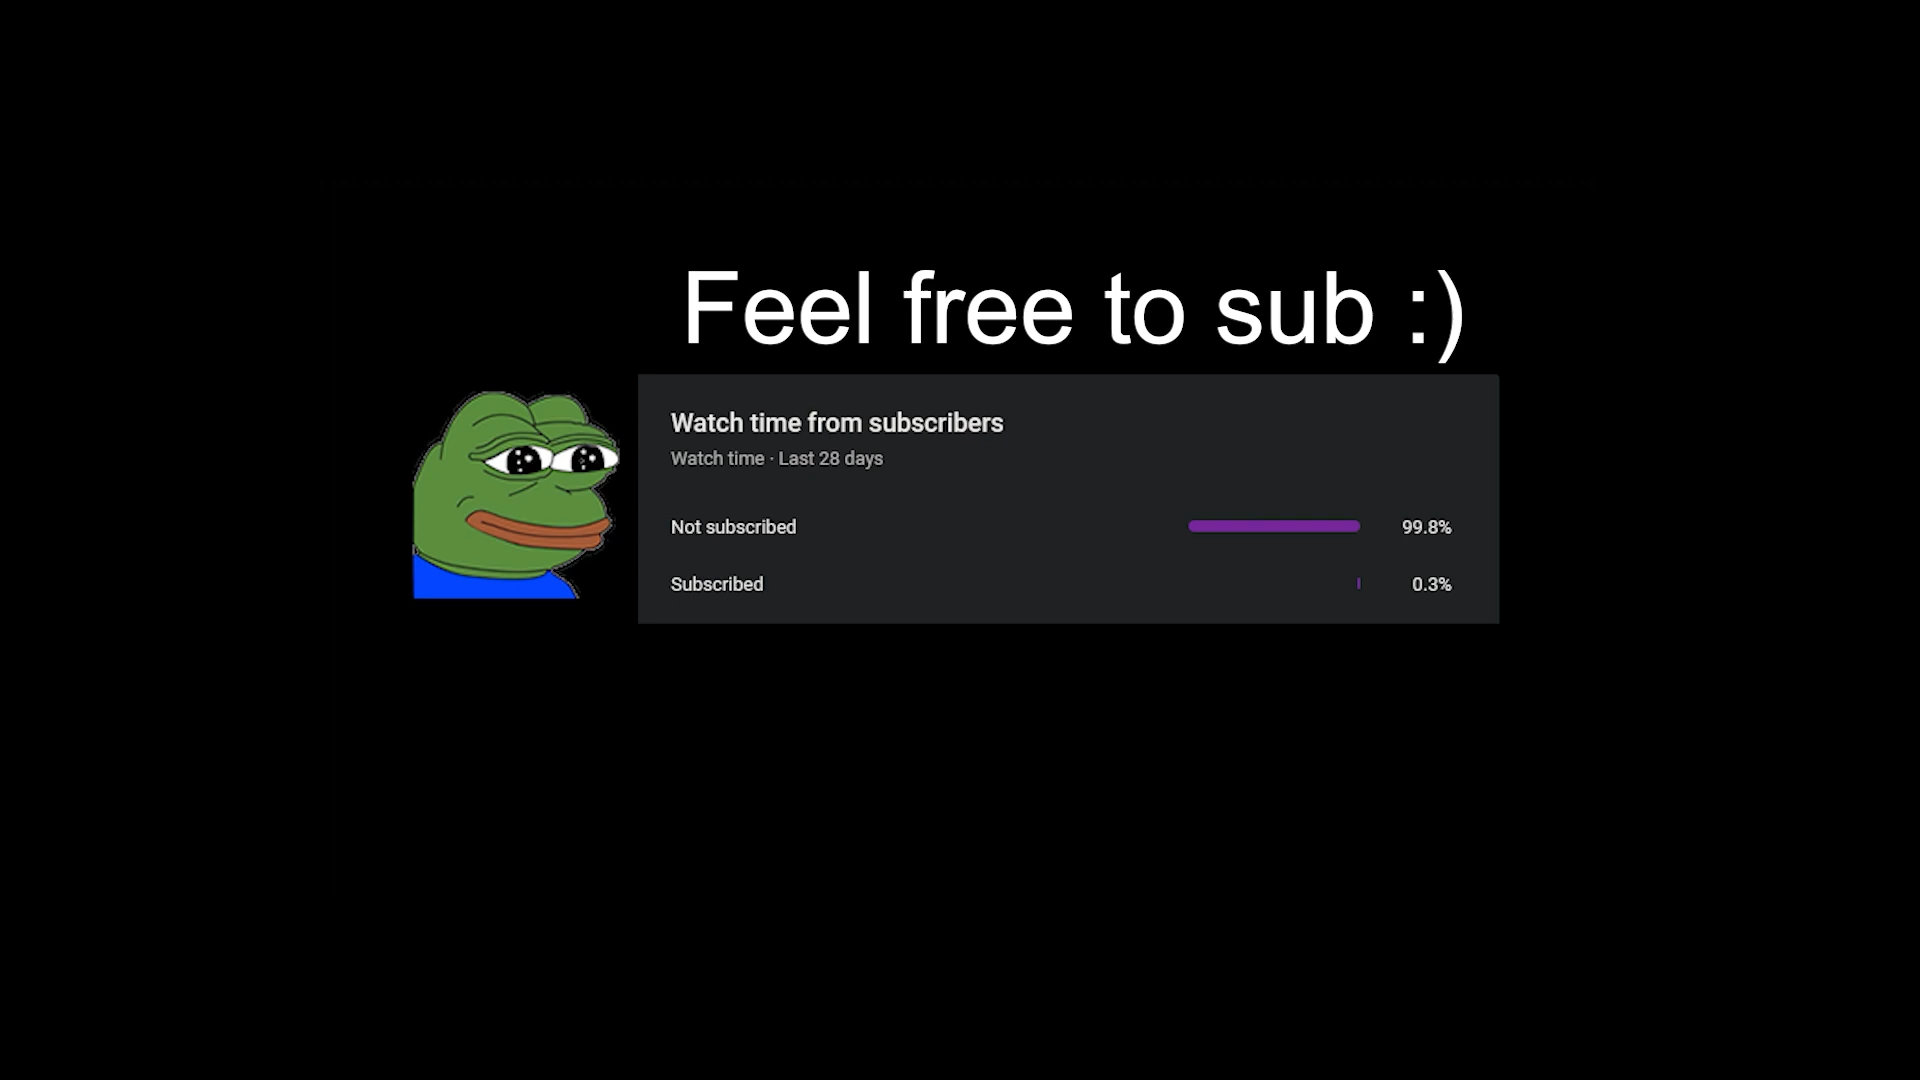 Feel free to sub :)
Watch time from subscribers
Watch time · Last 28 days
Not subscribed 99.8%
Subscribed 0.3%